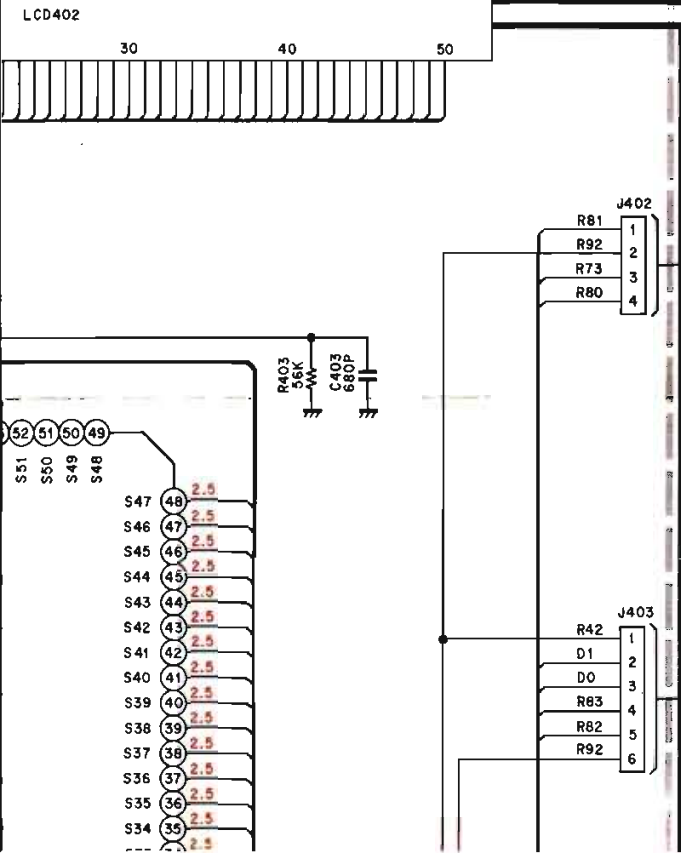 LCD402
30 40 50
J402
R81 1
R92 2
R73 3
R80 4
R403
56K
C403
680P
52 51 50 49
S51
S50
S49
S48
S47 48 2.5
S46 47 2.5
S45 46 2.5
S44 45 2.5
S43 44 2.5
S42 43 2.5
S41 42 2.5
S40 41 2.5
S39 40 2.5
S38 39 2.5
S37 38 2.5
S36 37 2.5
S35 36 2.5
S34 35 2.5
2.5
J403
R42 1
D1 2
D0 3
R83 4
R82 5
R92 6